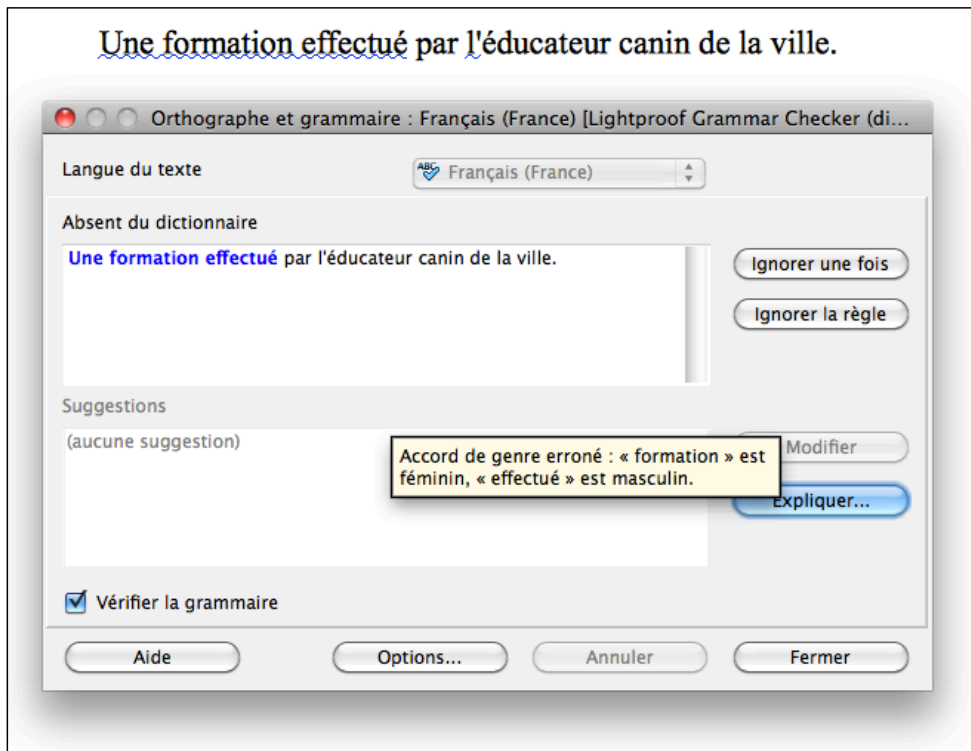 Une formation effectué par l'éducateur canin de la ville.
Orthographe et grammaire : Français (France) [Lightproof Grammar Checker (di...
Langue du texte
ABC Français (France)
Absent du dictionnaire
Une formation effectué par l'éducateur canin de la ville.
Ignorer une fois
Ignorer la règle
Suggestions
(aucune suggestion)
Accord de genre erroné : « formation » est
féminin, « effectué » est masculin.
Modifier
Expliquer...
Vérifier la grammaire
Aide
Options...
Annuler
Fermer